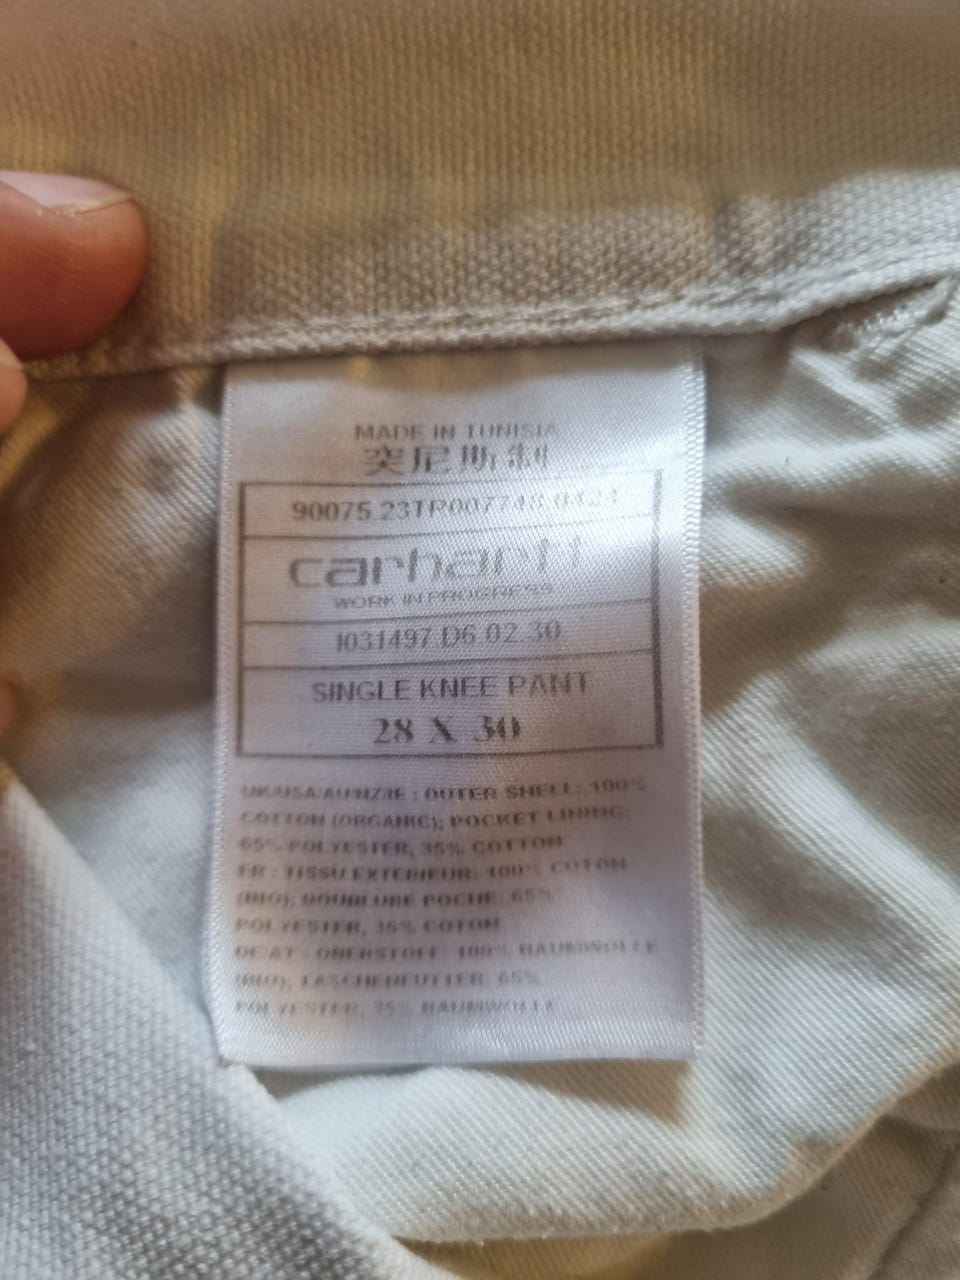 MADE IN TUNISIA
突尼斯制
90075.23TR007748.0424
carhartt
WORK IN PROGRESS
I031497.D6.02.30
SINGLE KNEE PANT
28 X 30
UK/USA/AU/NZ/IE : OUTER SHELL: 100%
COTTON (ORGANIC); POCKET LINING:
65% POLYESTER, 35% COTTON
FR : TISSU EXTERIEUR: 100% COTON
(BIO); DOUBLURE POCHE: 65%
POLYESTER, 35% COTON
DE/AT : OBERSTOFF: 100% BAUMWOLLE
(BIO); TASCHENFUTTER: 65%
POLYESTER, 35% BAUMWOLLE